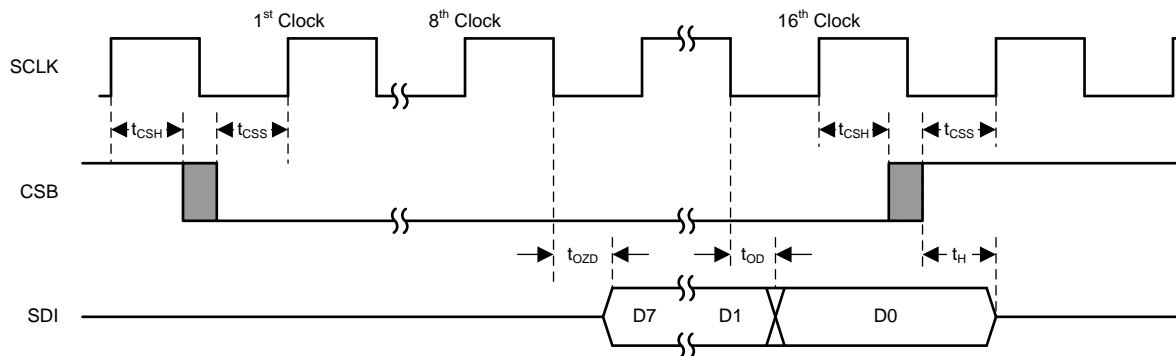 1st Clock 8th Clock 16th Clock
SCLK
tCSH tCSS tCSH tCSS
CSB
tOZD tOD tH
SDI D7 D1 D0